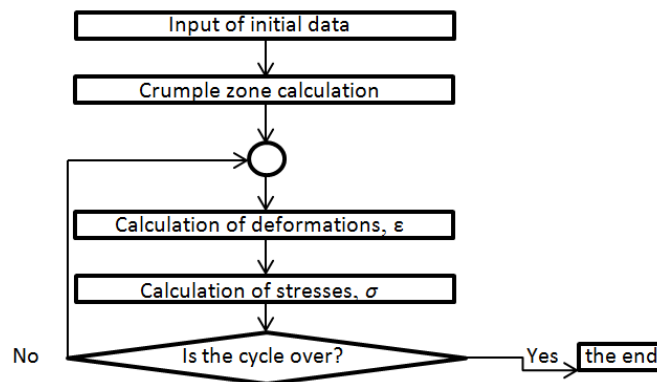 Input of initial data
Crumple zone calculation
Calculation of deformations, ε
Calculation of stresses, σ
No
Is the cycle over?
Yes
the end